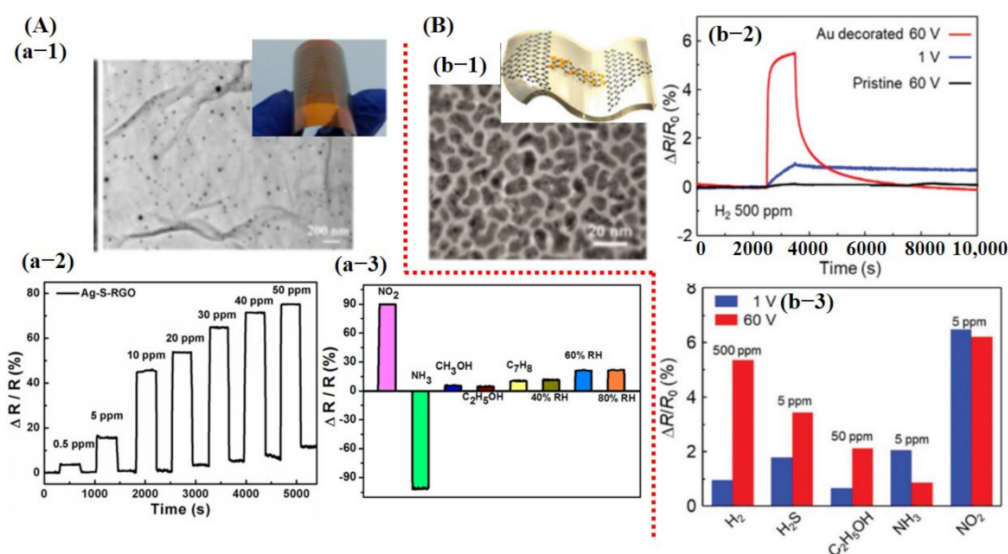 (A)
(a−1)
200 nm
(B)
(b−1)
20 nm
(b−2)
Au decorated 60 V
1 V
Pristine 60 V
ΔR/R0 (%)
6
4
2
0
-2
H2 500 ppm
0 2000 4000 6000 8000 10,000
Time (s)
(a−2)
Δ R / R (%)
80
60
40
20
0
Ag-S-RGO
0.5 ppm
5 ppm
10 ppm
20 ppm
30 ppm
40 ppm
50 ppm
0 1000 2000 3000 4000 5000
Time (s)
(a−3)
Δ R / R (%)
90
60
30
0
-30
-60
-90
NO2
NH3
CH3OH
C2H5OH
C7H8
40% RH
60% RH
80% RH
(b−3)
1 V
60 V
ΔR/R0 (%)
8
6
4
2
0
500 ppm
5 ppm
50 ppm
5 ppm
5 ppm
H2
H2S
C2H5OH
NH3
NO2